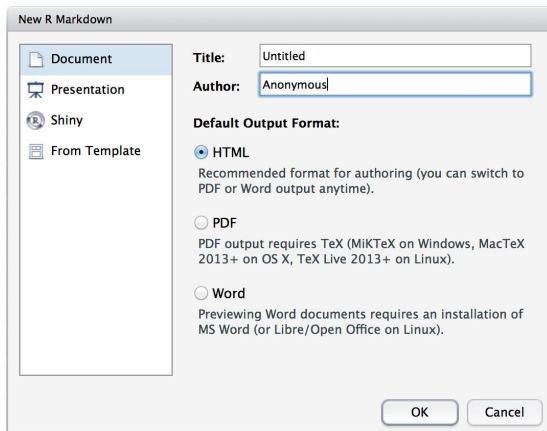 New R Markdown
Document
Presentation
Shiny
From Template
Title: Untitled
Author: Anonymous
Default Output Format:
HTML
Recommended format for authoring (you can switch to
PDF or Word output anytime).
PDF
PDF output requires TeX (MiKTeX on Windows, MacTeX
2013+ on OS X, TeX Live 2013+ on Linux).
Word
Previewing Word documents requires an installation of
MS Word (or Libre/Open Office on Linux).
OK Cancel